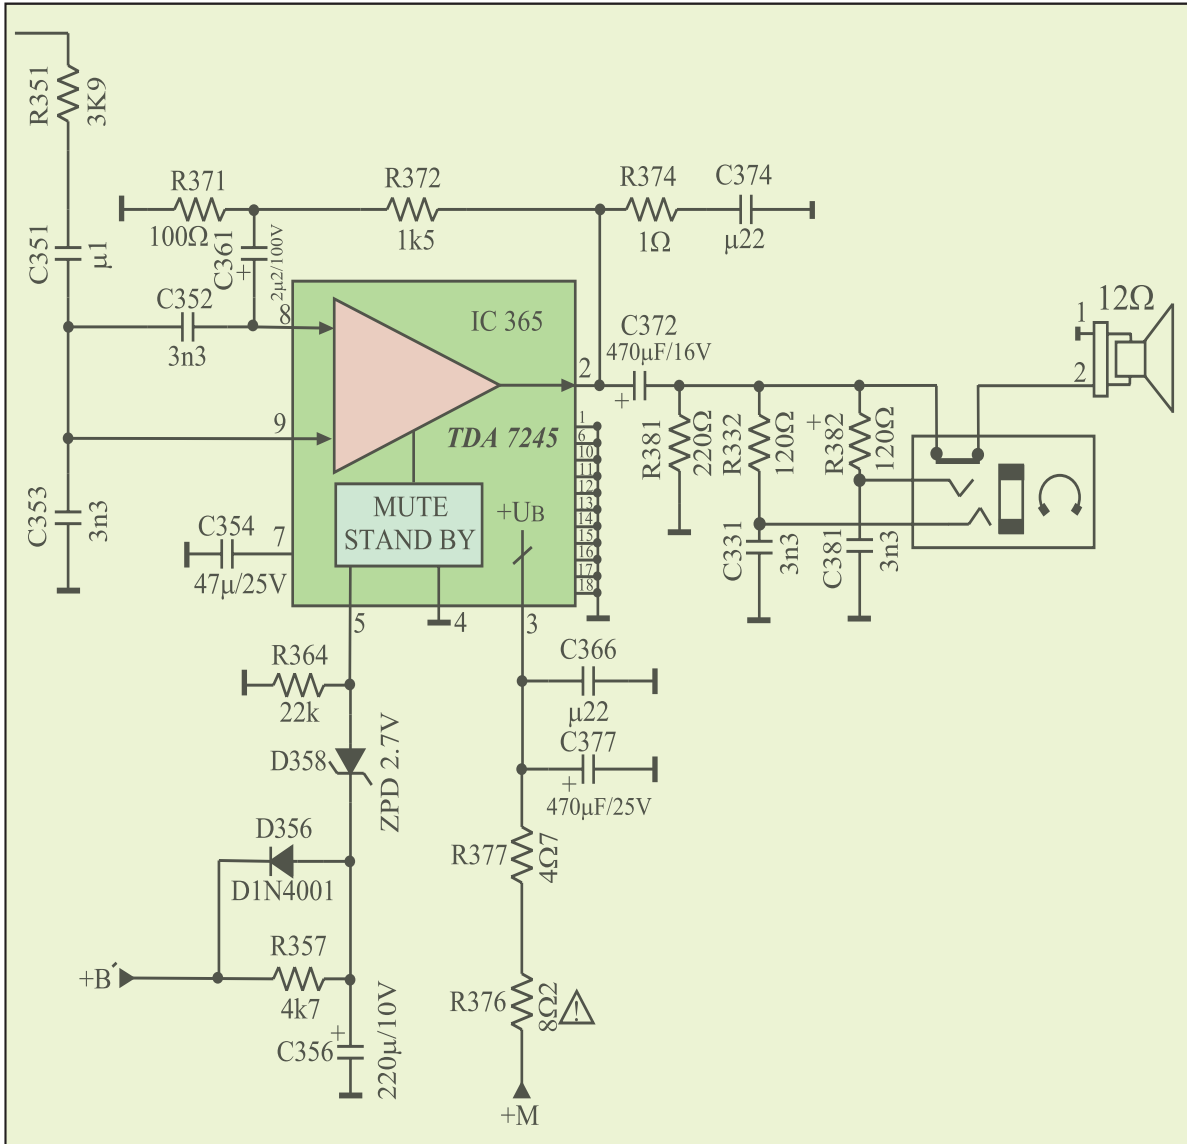 R351
3K9
C351
µ1
R371
100Ω
C361
+
2µ2/100V
R372
1k5
R374
1Ω
C374
µ22
C352
3n3
8
IC 365
9
TDA 7245
2
C372
470µF/16V
+
12Ω
1
2
R381
220Ω
R332
120Ω
+
R382
120Ω
1
6
10
11
12
13
14
15
16
17
18
C353
3n3
C354
47µ/25V
7
MUTE
STAND BY
+UB
C331
3n3
C381
3n3
5
4
3
R364
22k
C366
µ22
C377
+
470µF/25V
D358
ZPD 2.7V
D356
D1N4001
R377
4Ω7
+B´
R357
4k7
R376
8Ω2
!
+
C356
220µ/10V
+M